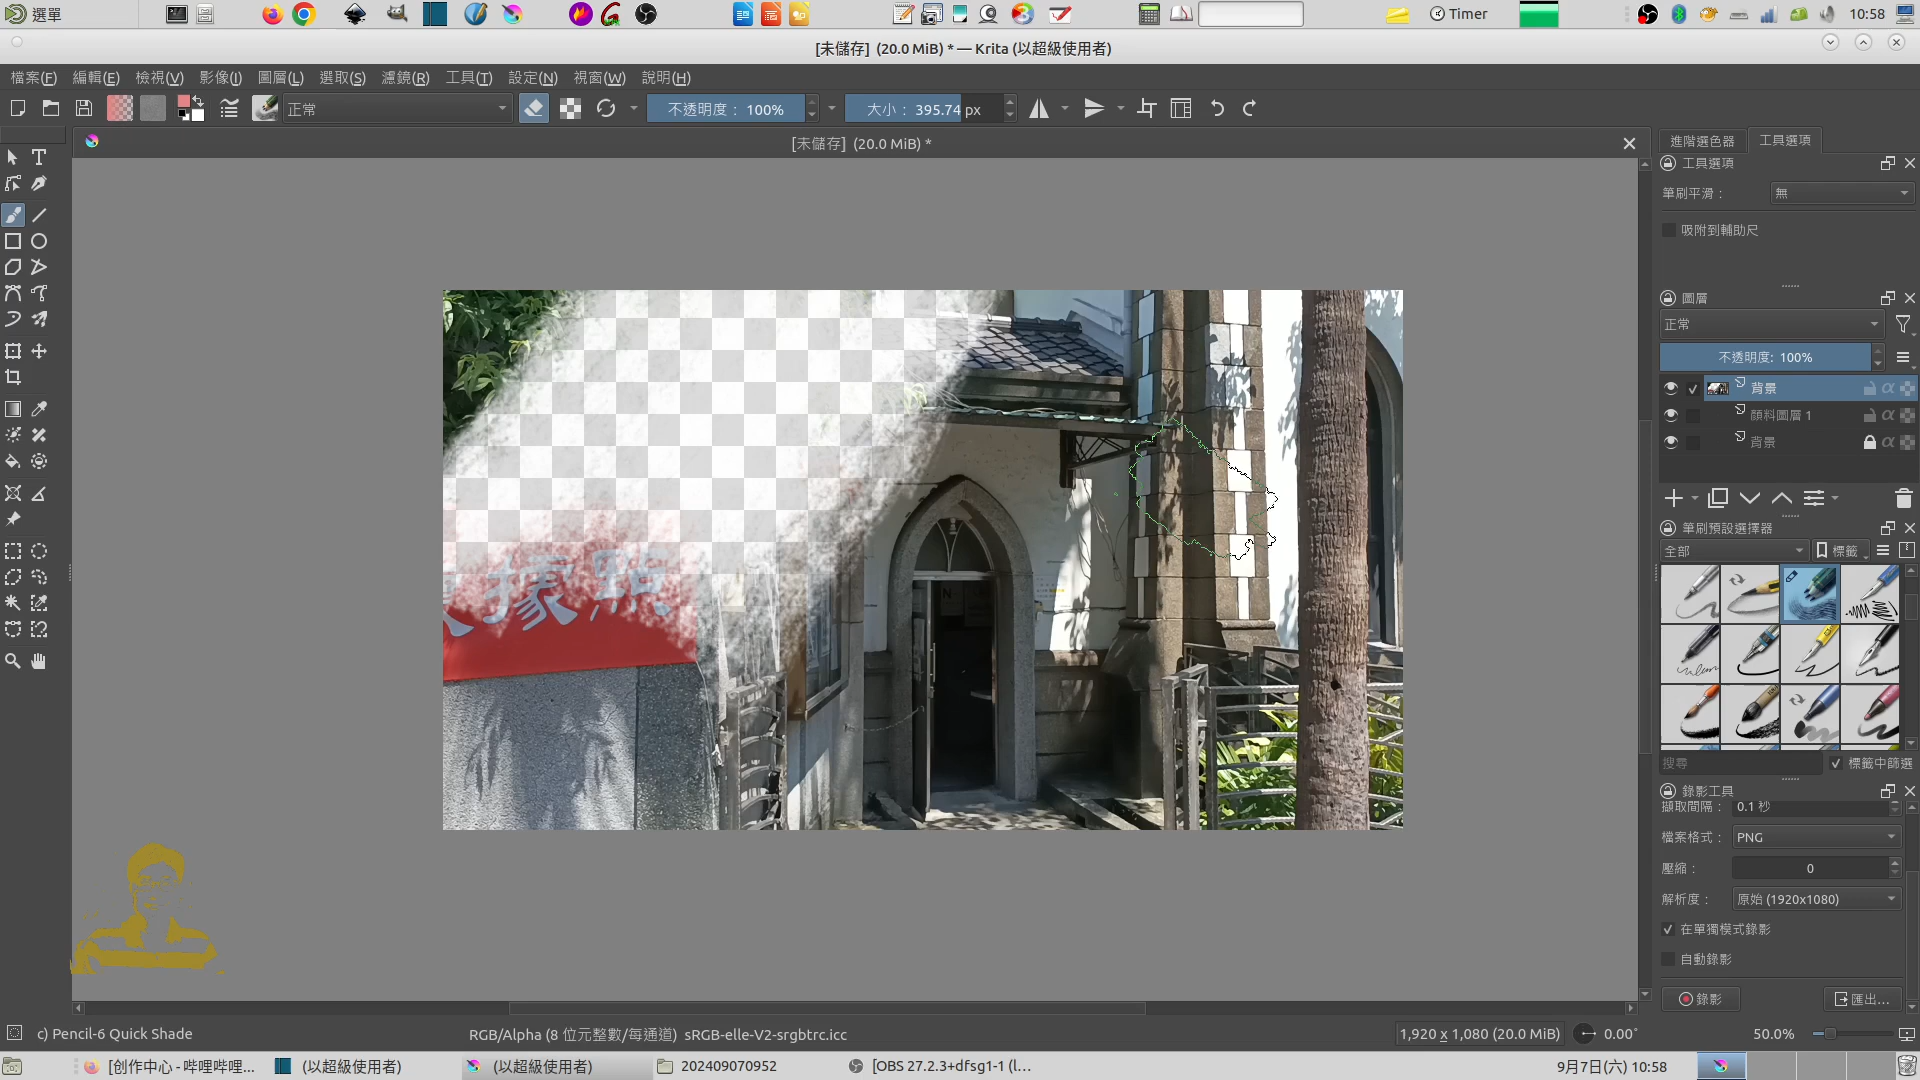 選單
Timer
10:58
[未儲存] (20.0 MiB) * — Krita (以超級使用者)
檔案(F) 編輯(E) 檢視(V) 影像(I) 圖層(L) 選取(S) 濾鏡(R) 工具(T) 設定(N) 視窗(W) 說明(H)
正常
不透明度： 100%
大小： 395.74 px
[未儲存] (20.0 MiB) *
進階選色器
工具選項
工具選項
筆刷平滑：
無
吸附到輔助尺
圖層
正常
不透明度: 100%
背景
顏料圖層 1
背景
筆刷預設選擇器
全部
標籤
搜尋
標籤中篩選
錄影工具
擷取間隔：
0.1 秒
檔案格式：
PNG
壓縮：
0
解析度：
原始 (1920x1080)
在單獨模式錄影
自動錄影
錄影
匯出...
據 照
c) Pencil-6 Quick Shade
RGB/Alpha (8 位元整數/每通道) sRGB-elle-V2-srgbtrc.icc
1,920 x 1,080 (20.0 MiB)
0.00°
50.0%
[创作中心 - 哔哩哔哩...
(以超級使用者)
(以超級使用者)
202409070952
[OBS 27.2.3+dfsg1-1 (l...
9月7日(六) 10:58